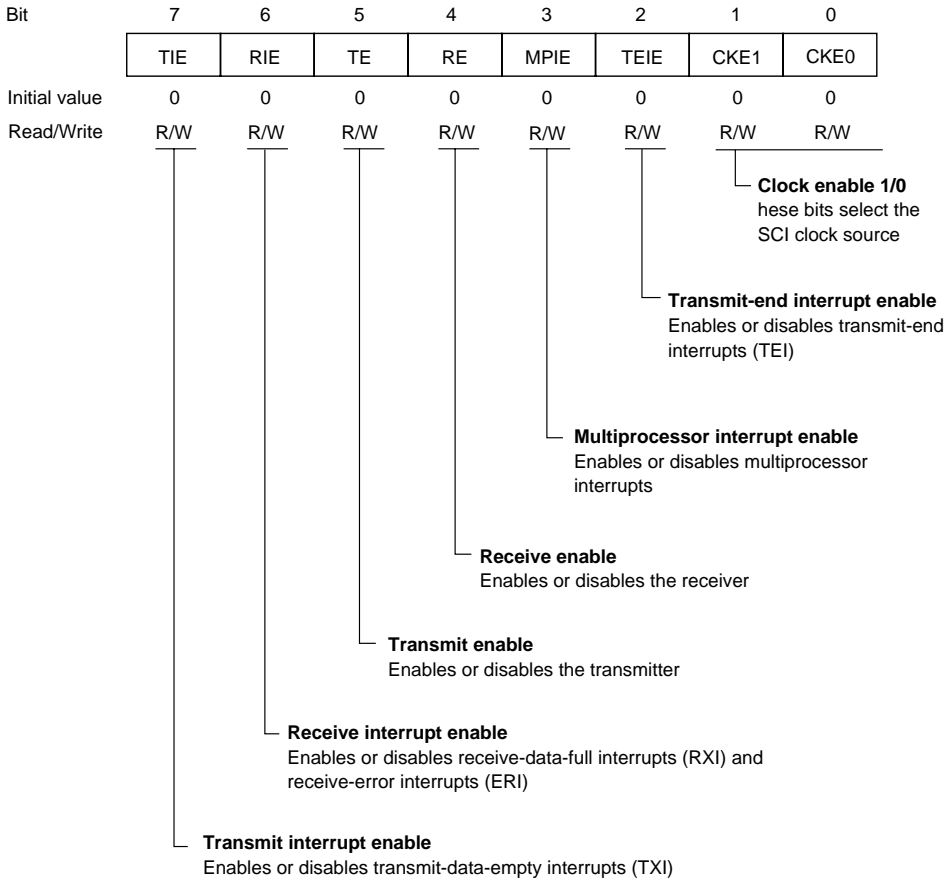 Bit 7 6 5 4 3 2 1 0
TIE RIE TE RE MPIE TEIE CKE1 CKE0
Initial value 0 0 0 0 0 0 0 0
Read/Write R/W R/W R/W R/W R/W R/W R/W R/W
Clock enable 1/0
hese bits select the
SCI clock source
Transmit-end interrupt enable
Enables or disables transmit-end
interrupts (TEI)
Multiprocessor interrupt enable
Enables or disables multiprocessor
interrupts
Receive enable
Enables or disables the receiver
Transmit enable
Enables or disables the transmitter
Receive interrupt enable
Enables or disables receive-data-full interrupts (RXI) and
receive-error interrupts (ERI)
Transmit interrupt enable
Enables or disables transmit-data-empty interrupts (TXI)